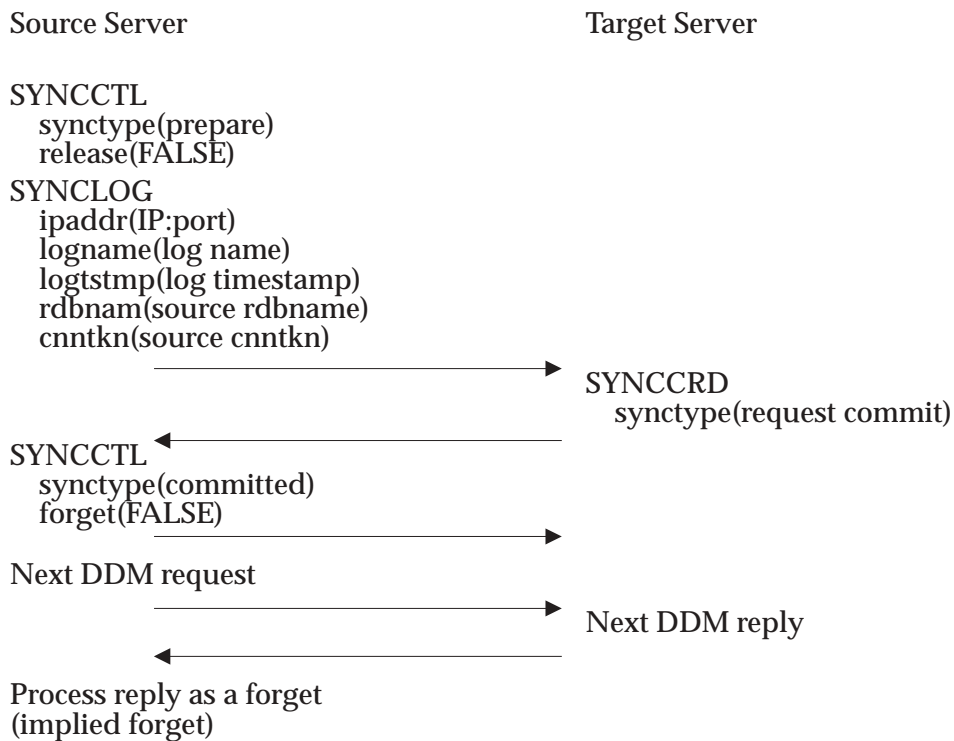 Source Server
Target Server
SYNCCTL
synctype(prepare)
release(FALSE)
SYNCLOG
ipaddr(IP:port)
logname(log name)
logtstmp(log timestamp)
rdbnam(source rdbname)
cnntkn(source cnntkn)
SYNCCRD
synctype(request commit)
SYNCCTL
synctype(committed)
forget(FALSE)
Next DDM request
Next DDM reply
Process reply as a forget
(implied forget)